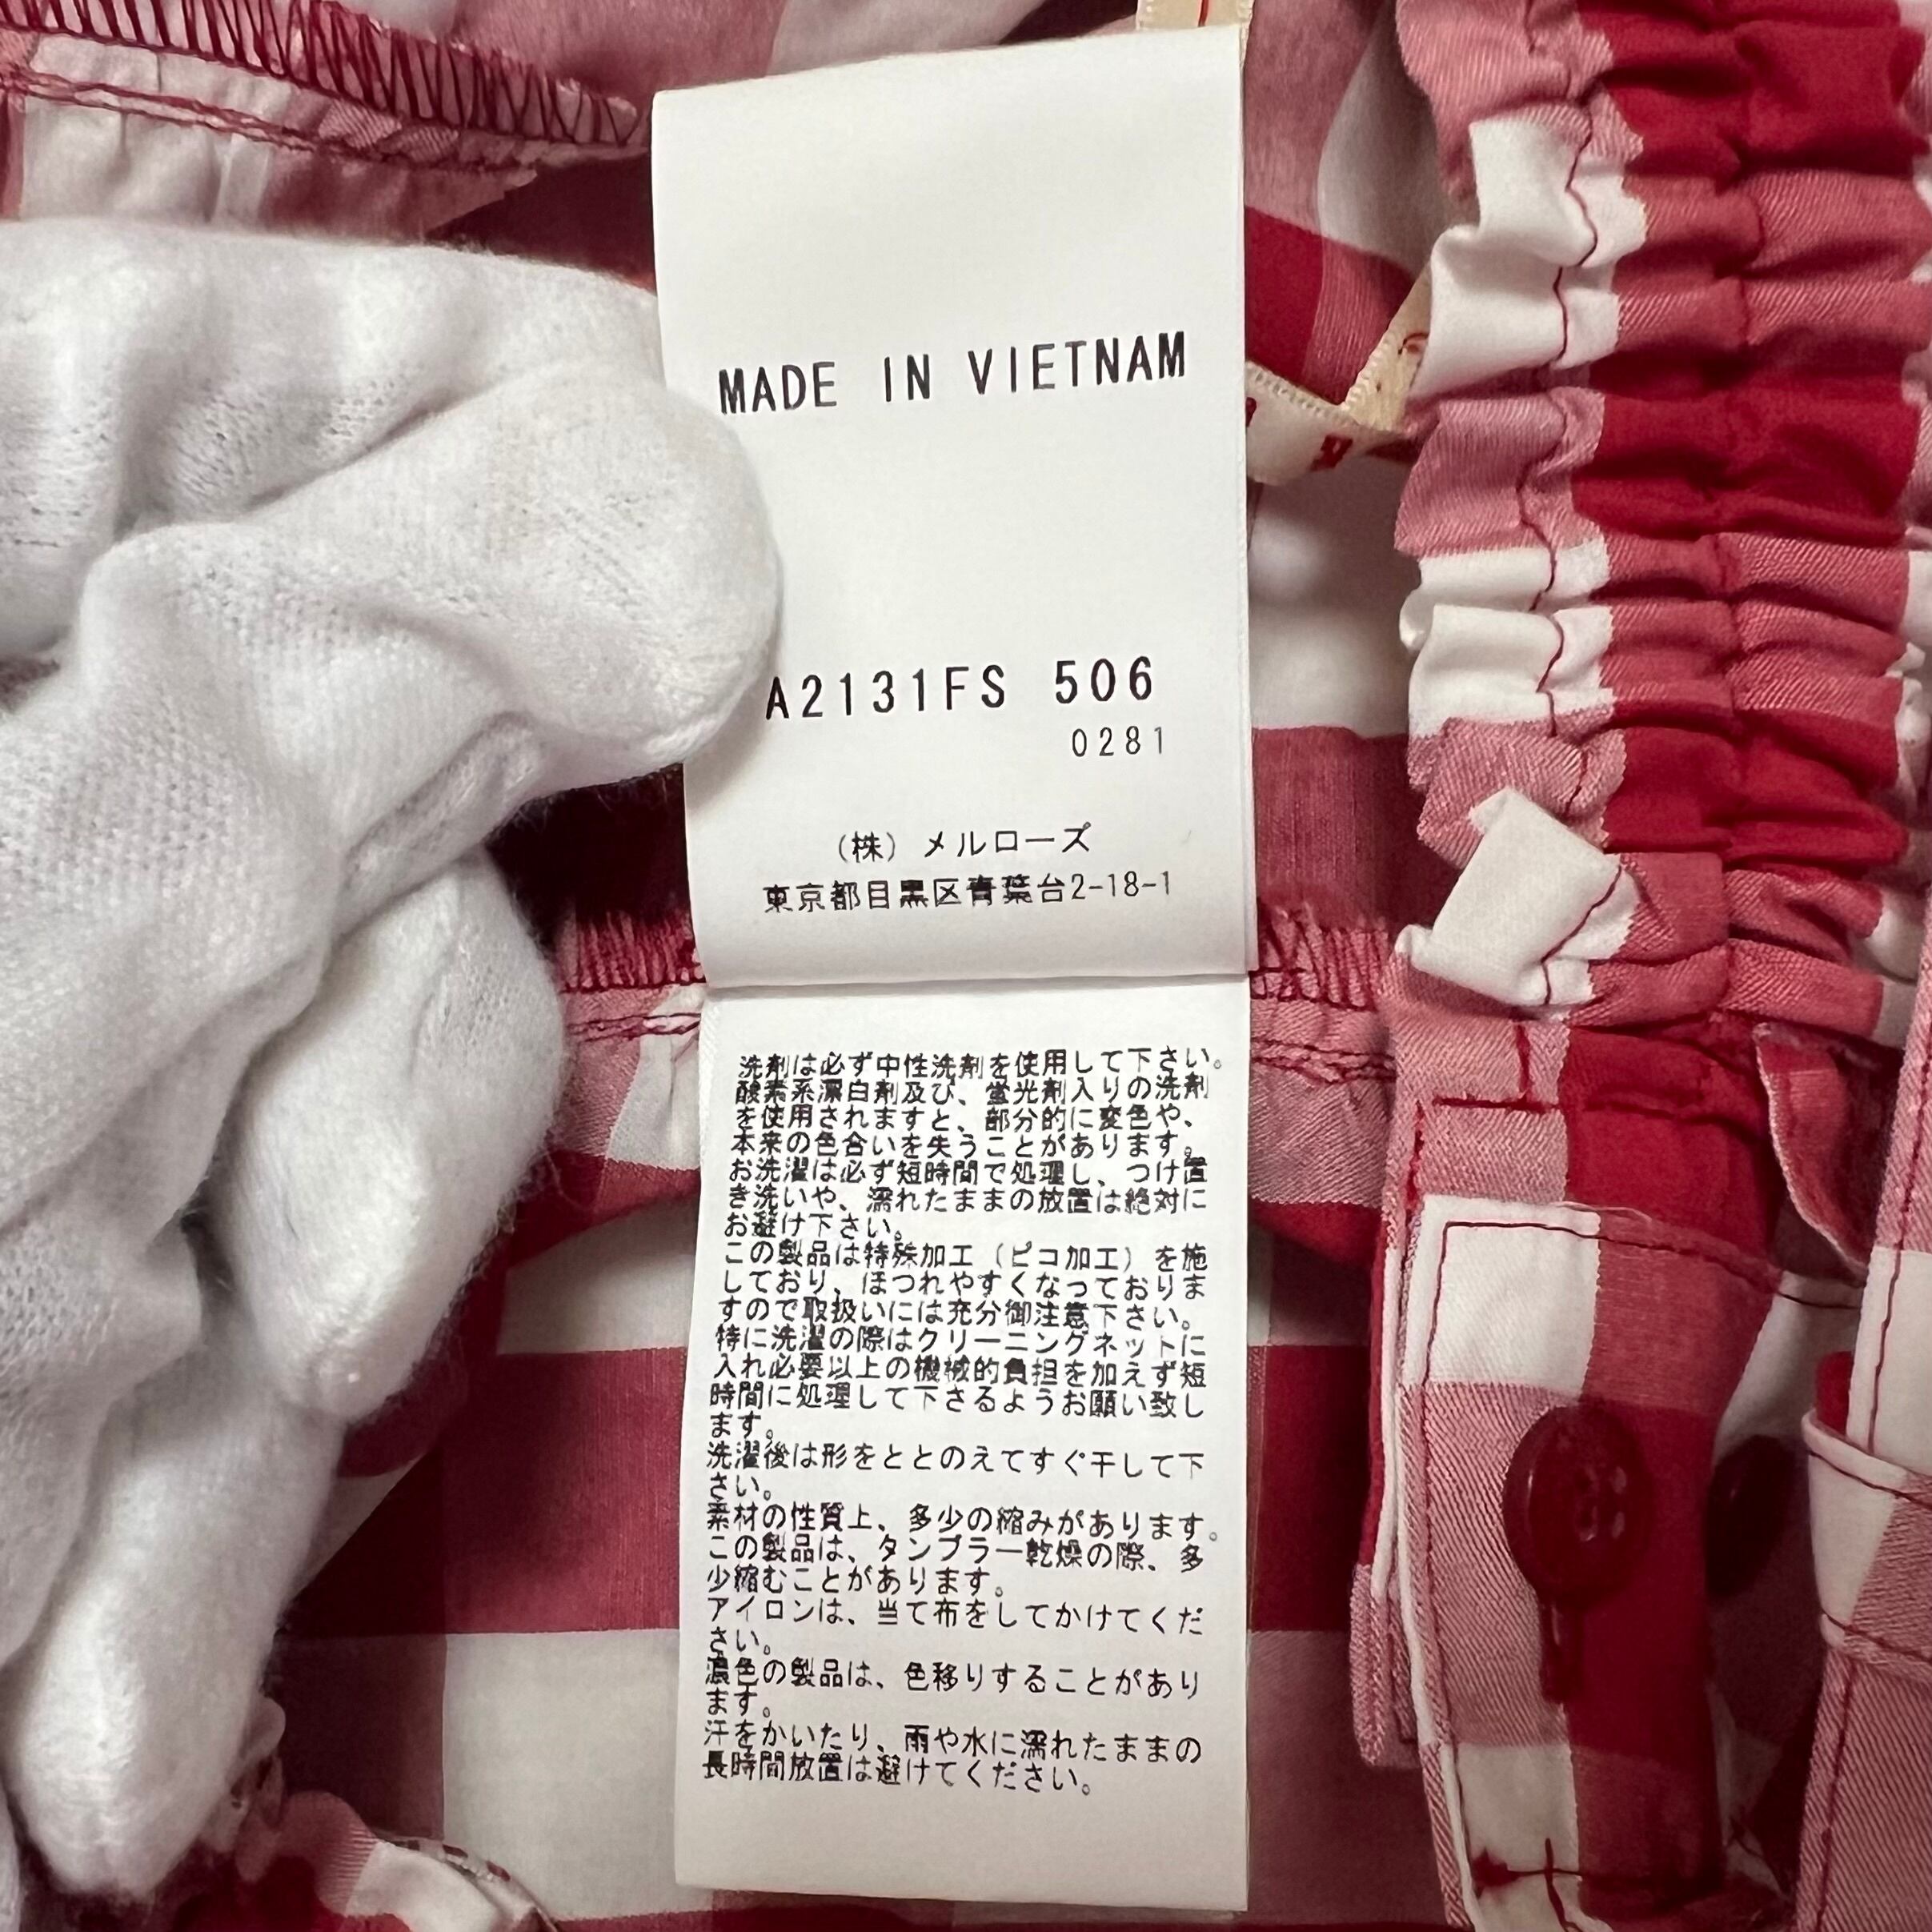 MADE IN VIETNAM
A2131FS 506
0281
(株) メルローズ
東京都目黒区青葉台2-18-1
洗剤は必ず中性洗剤を使用して下さい。
酸素系漂白剤及び、蛍光剤入りの洗剤
を使用されますと、部分的に変色や、
本来の色合いを失うことがあります。
お洗濯は必ず短時間で処理し、つけ置
き洗いや、濡れたままの放置は絶対に
お避け下さい。
この製品は特殊加工（ピコ加工）を施
しており、ほつれやすくなっておりま
すので取扱いには充分御注意下さい。
特に洗濯の際はクリーニングネットに
入れ必要以上の機械的負担を加えず短
時間に処理して下さるようお願い致し
ます。
洗濯後は形をととのえてすぐ干して下
さい。
素材の性質上、多少の縮みがあります。
この製品は、タンブラー乾燥の際、多
少縮むことがあります。
アイロンは、当て布をしてかけてくだ
さい。
濃色の製品は、色移りすることがあり
ます。
汗をかいたり、雨や水に濡れたままの
長時間放置は避けてください。